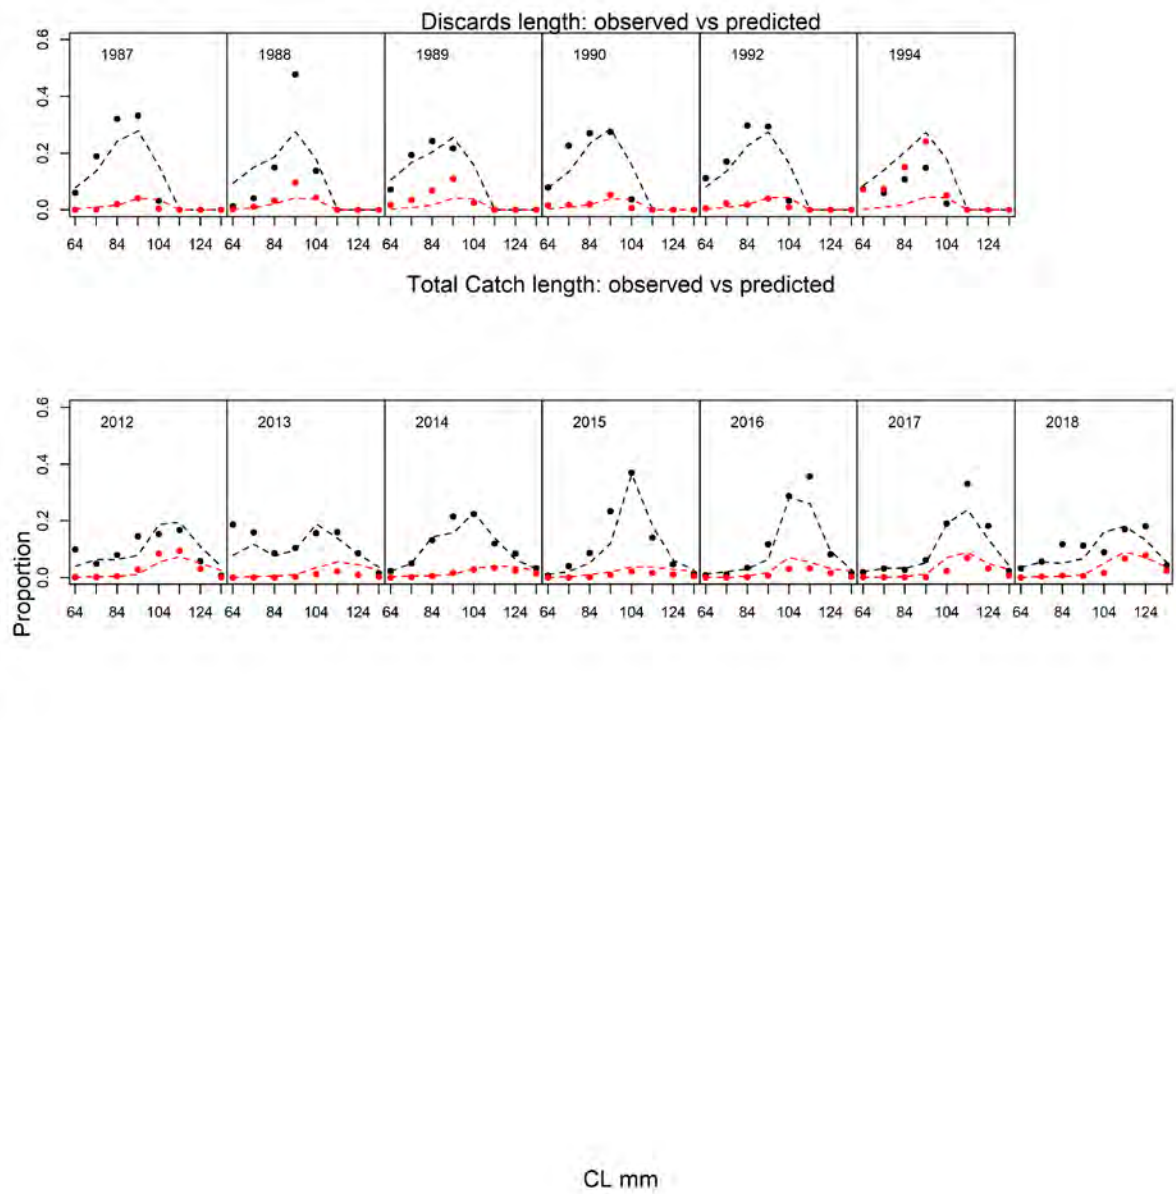 Discards length: observed vs predicted
1987 1988 1989 1990 1992 1994
0.6
0.4
0.2
0.0
64 84 104 124 64 84 104 124 64 84 104 124 64 84 104 124 64 84 104 124 64 84 104 124
Total Catch length: observed vs predicted
2012 2013 2014 2015 2016 2017 2018
0.6
0.4
0.2
0.0
64 84 104 124 64 84 104 124 64 84 104 124 64 84 104 124 64 84 104 124 64 84 104 124 64 84 104 124
Proportion
CL mm